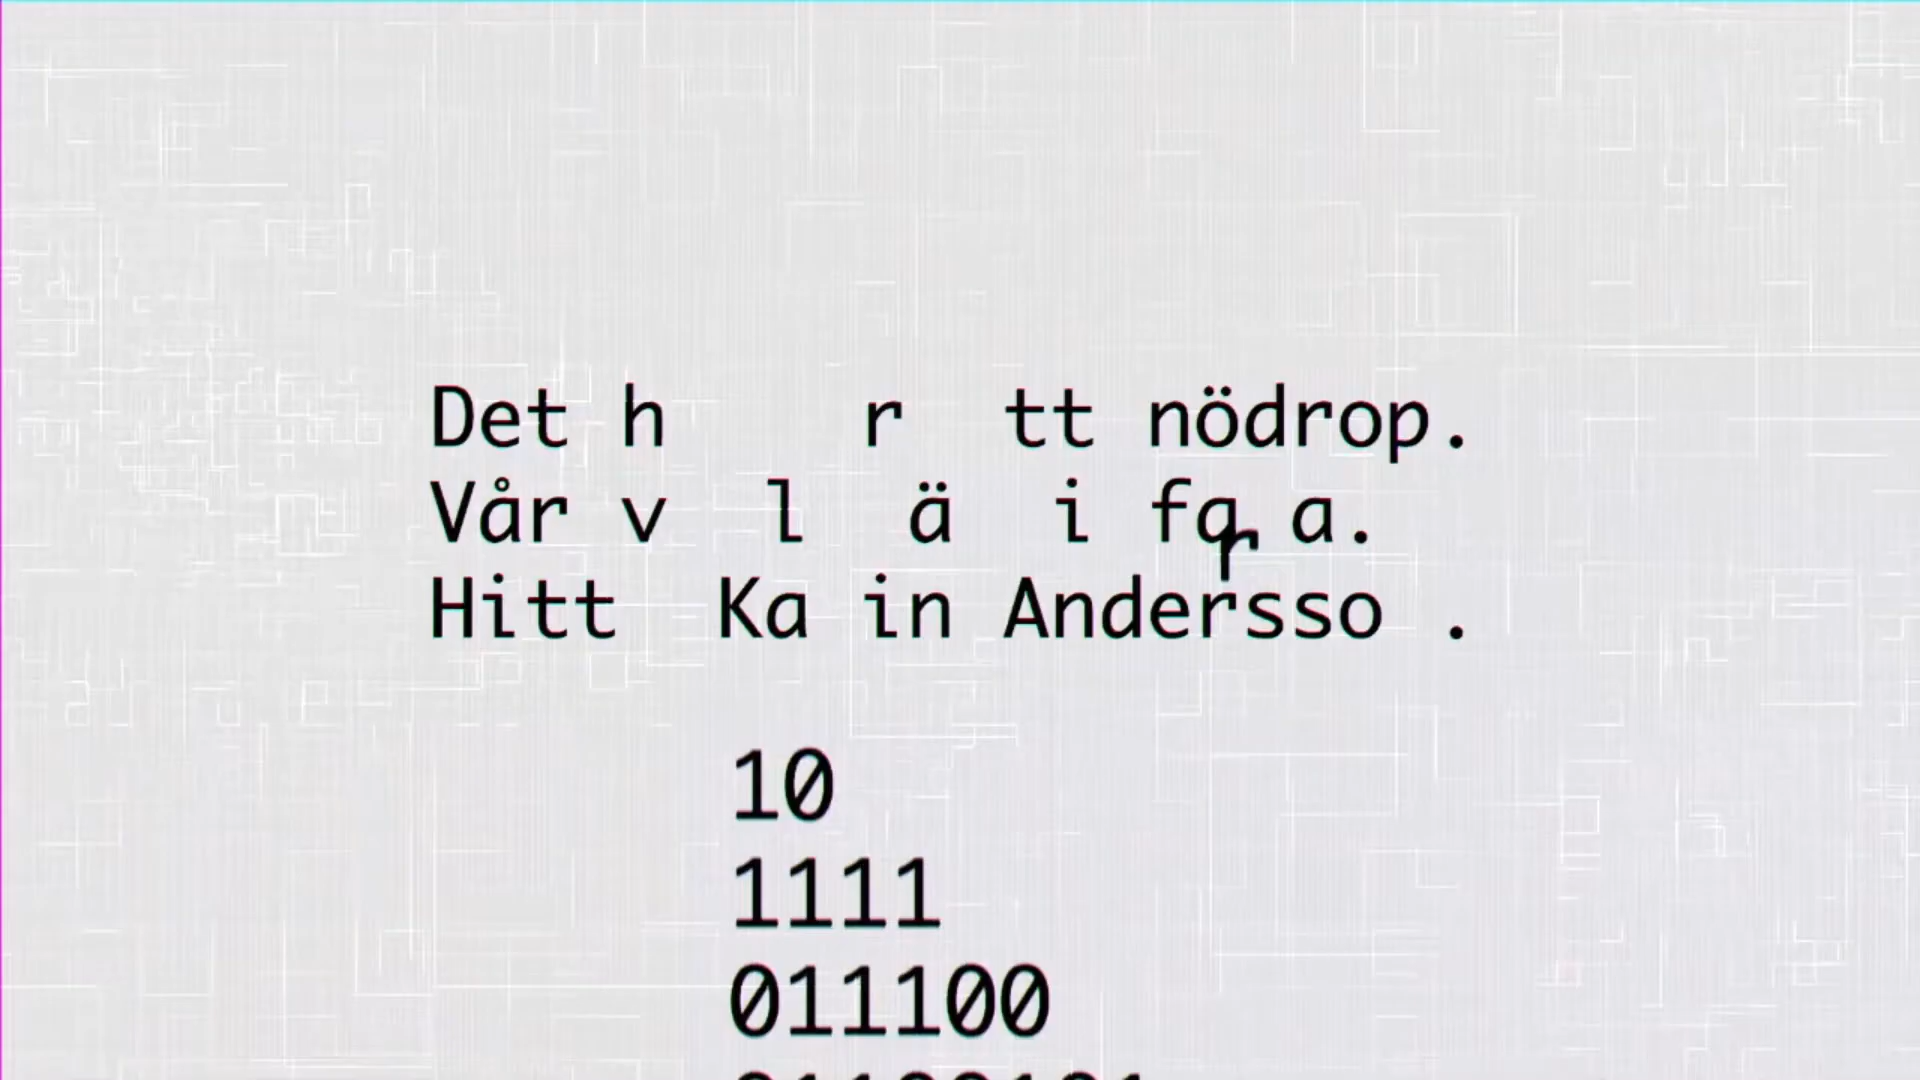 Det h r tt nödrop.
Vår v l ä i fa a.
r
Hitt Ka in Andersso .
10
1111
011100